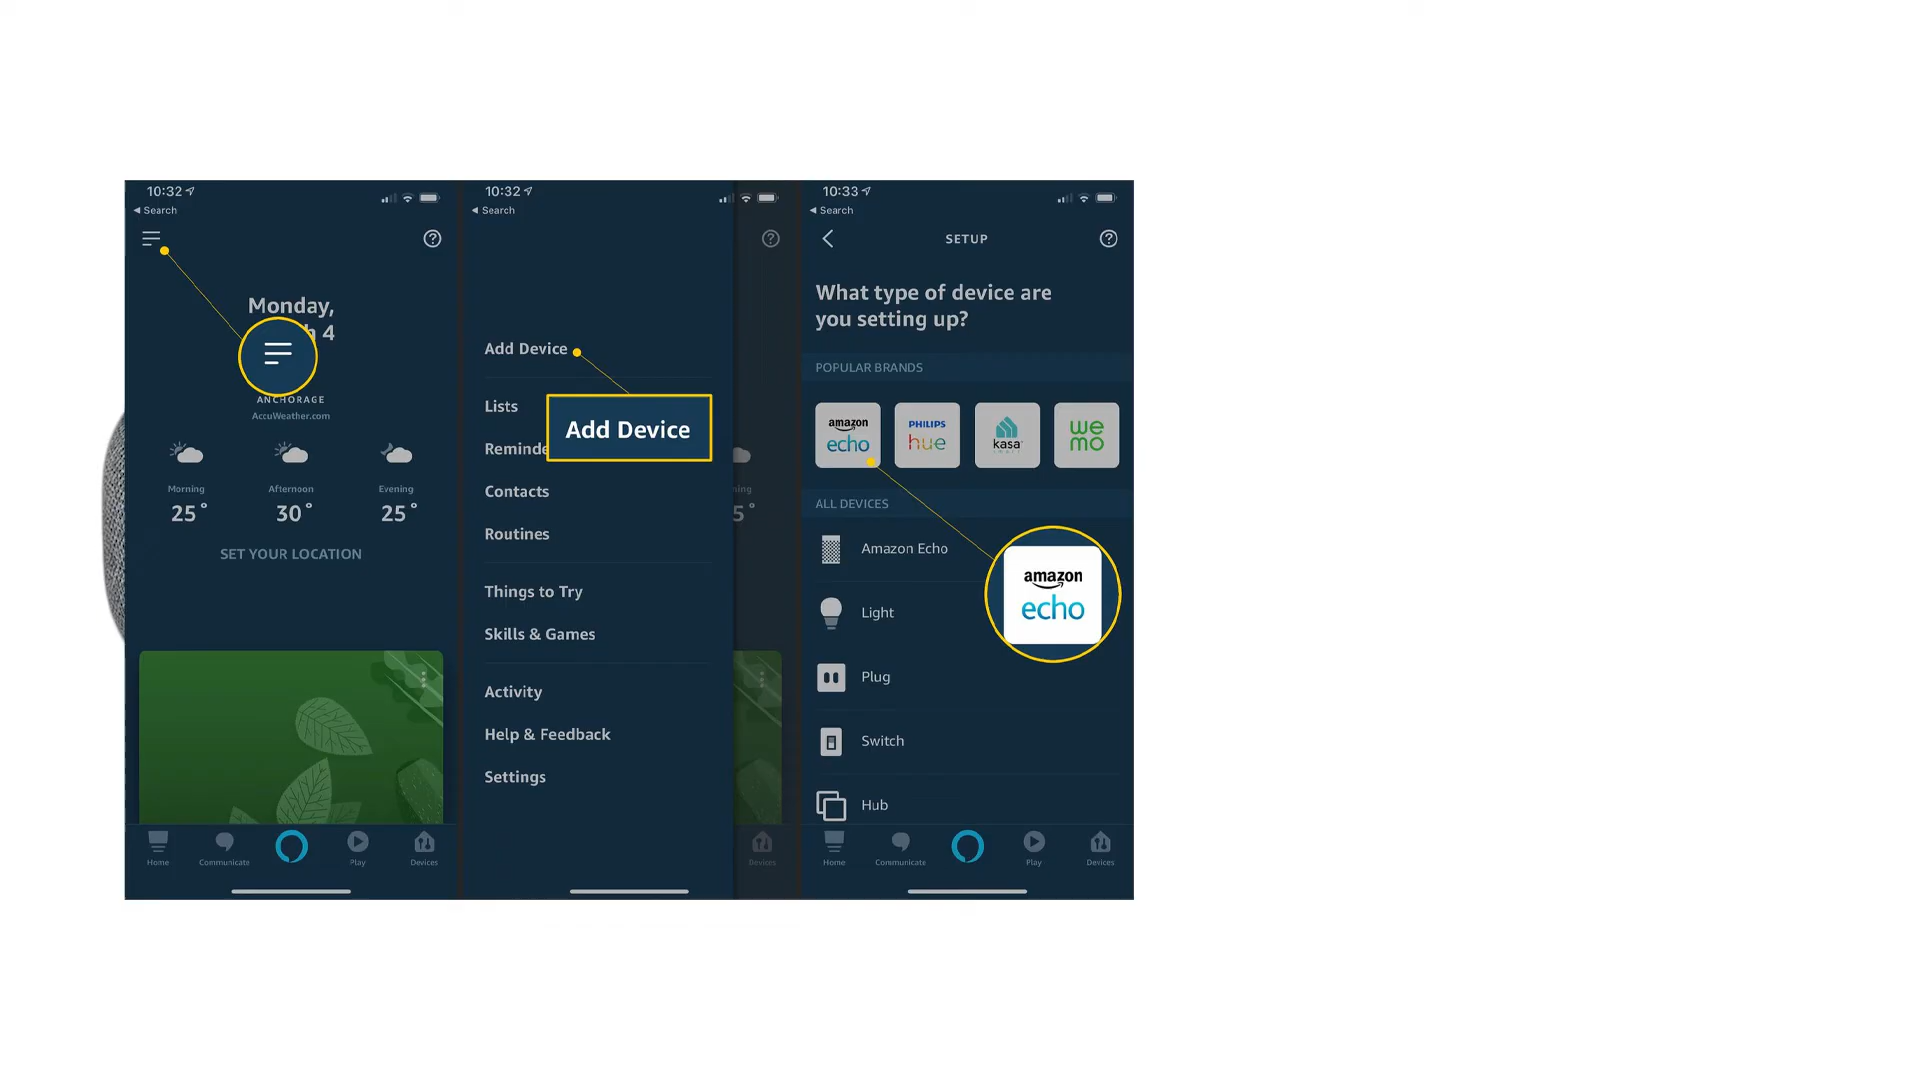 10:32
Search
Monday,
h 4
ANCHORAGE
AccuWeather.com
Morning
Afternoon
Evening
25°
30°
25°
SET YOUR LOCATION
Home
Communicate
Play
Devices
10:32
Search
Add Device
Add Device
Lists
Reminde
Contacts
Routines
Things to Try
Skills & Games
Activity
Help & Feedback
Settings
ning
5°
Devices
10:33
Search
SETUP
What type of device are
you setting up?
POPULAR BRANDS
amazon
echo
PHILIPS
hue
kasa
smart
we
mo
ALL DEVICES
Amazon Echo
amazon
echo
Light
Plug
Switch
Hub
Home
Communicate
Play
Devices